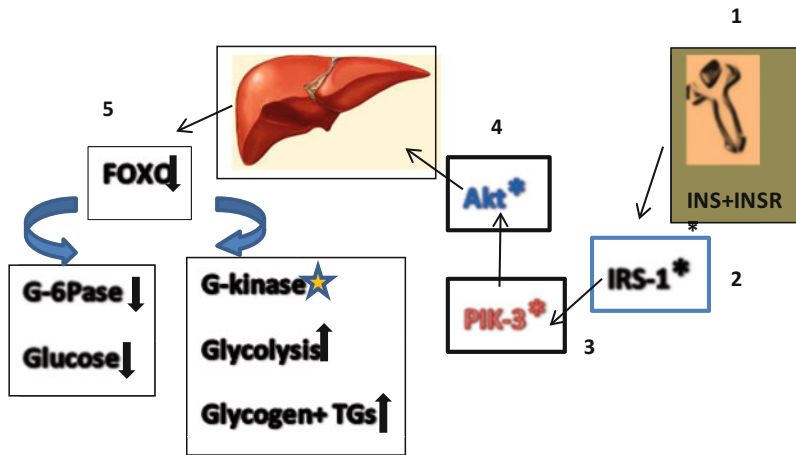 1
INS+INSR
*
IRS-1*
2
PIK-3*
3
4
Akt*
5
FOXO
G-6Pase
Glucose
G-kinase
Glycolysis
Glycogen+ TGs